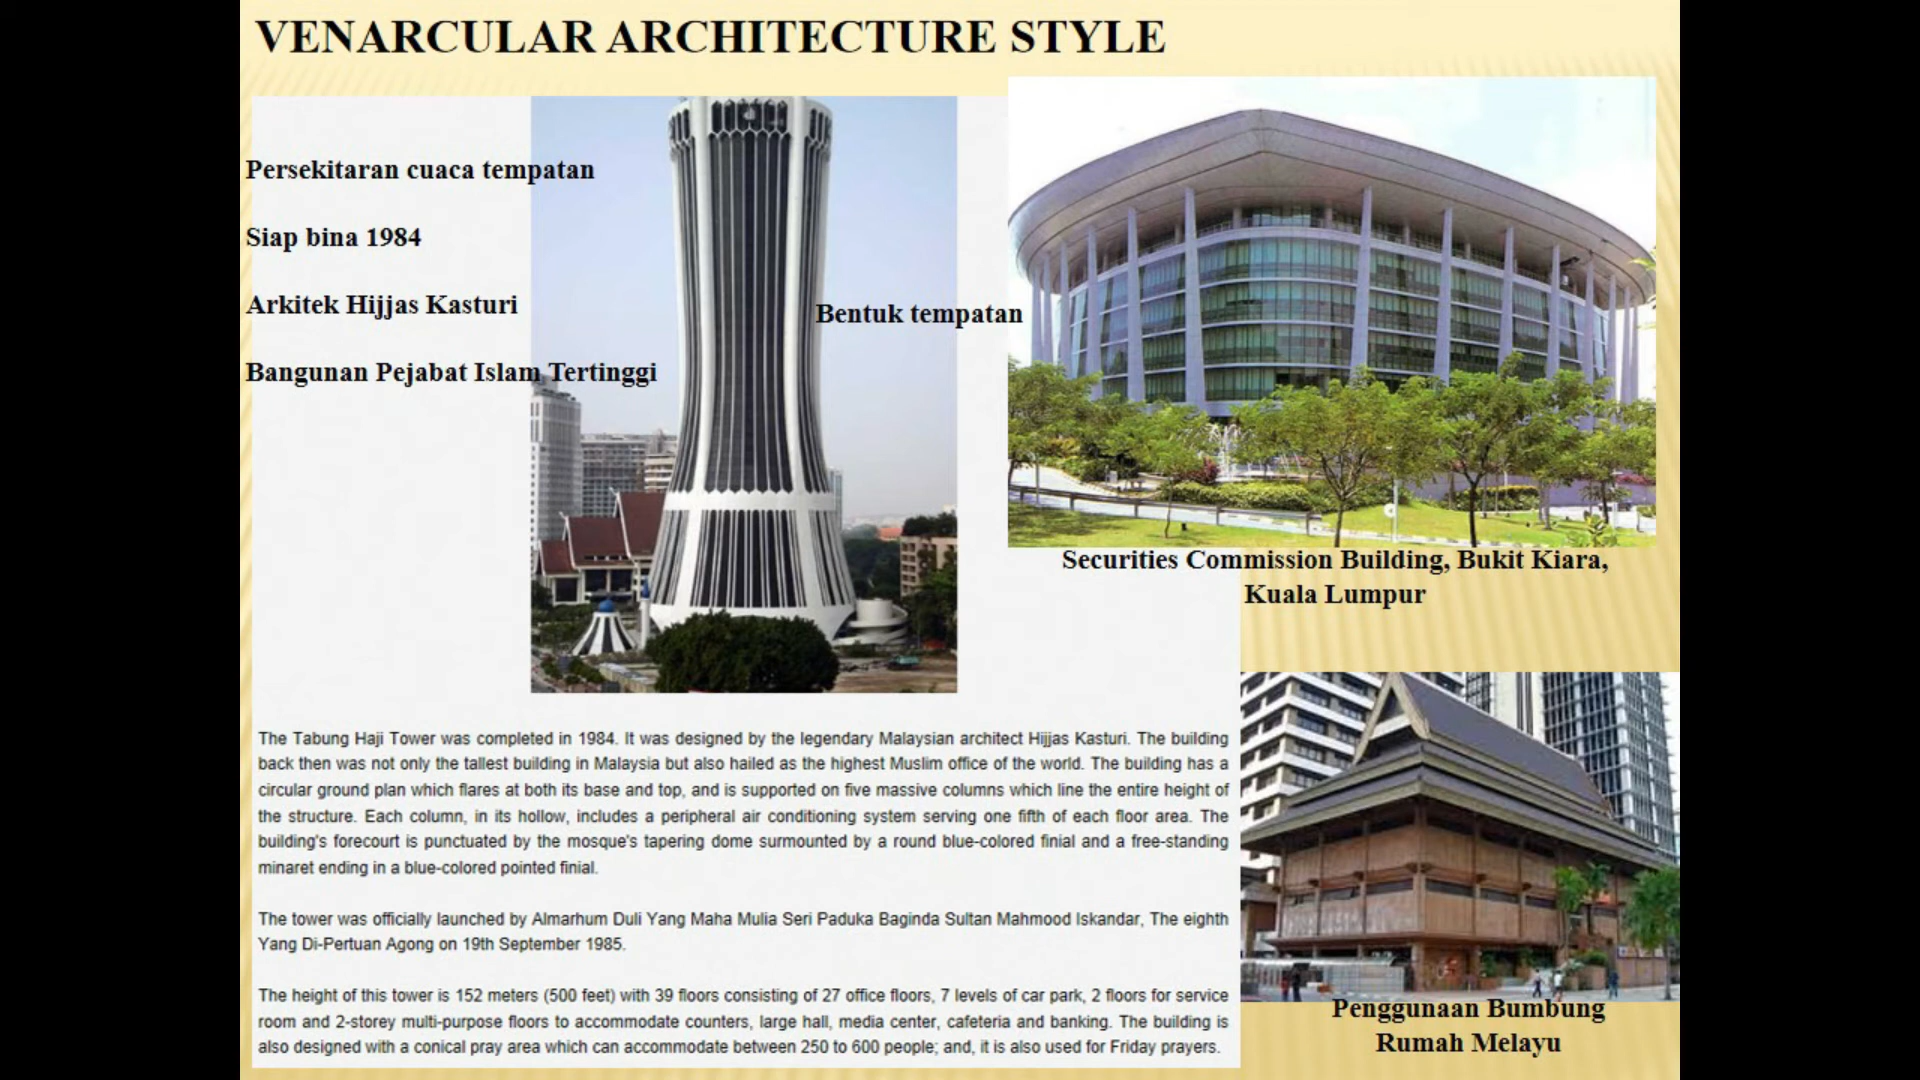 VENARCULAR ARCHITECTURE STYLE
Persekitaran cuaca tempatan
Siap bina 1984
Arkitek Hijjas Kasturi
Bangunan Pejabat Islam Tertinggi
Bentuk tempatan
Securities Commission Building, Bukit Kiara,
Kuala Lumpur
The Tabung Haji Tower was completed in 1984. It was designed by the legendary Malaysian architect Hijjas Kasturi. The building
back then was not only the tallest building in Malaysia but also hailed as the highest Muslim office of the world. The building has a
circular ground plan which flares at both its base and top, and is supported on five massive columns which line the entire height of
the structure. Each column, in its hollow, includes a peripheral air conditioning system serving one fifth of each floor area. The
building's forecourt is punctuated by the mosque's tapering dome surmounted by a round blue-colored finial and a free-standing
minaret ending in a blue-colored pointed finial.
The tower was officially launched by Almarhum Duli Yang Maha Mulia Seri Paduka Baginda Sultan Mahmood Iskandar, The eighth
Yang Di-Pertuan Agong on 19th September 1985.
The height of this tower is 152 meters (500 feet) with 39 floors consisting of 27 office floors, 7 levels of car park, 2 floors for service
room and 2-storey multi-purpose floors to accommodate counters, large hall, media center, cafeteria and banking. The building is
also designed with a conical pray area which can accommodate between 250 to 600 people; and, it is also used for Friday prayers.
Penggunaan Bumbung
Rumah Melayu